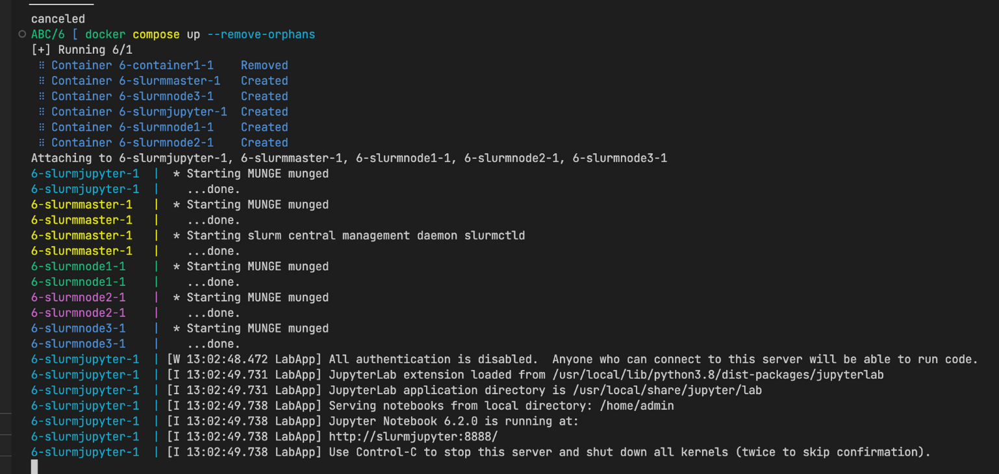 canceled
ABC/6 [ docker compose up --remove-orphans
[+] Running 6/1
 ⠿ Container 6-container1-1    Removed
 ⠿ Container 6-slurmmaster-1   Created
 ⠿ Container 6-slurmnode3-1    Created
 ⠿ Container 6-slurmjupyter-1  Created
 ⠿ Container 6-slurmnode1-1    Created
 ⠿ Container 6-slurmnode2-1    Created
Attaching to 6-slurmjupyter-1, 6-slurmmaster-1, 6-slurmnode1-1, 6-slurmnode2-1, 6-slurmnode3-1
6-slurmjupyter-1  |  * Starting MUNGE munged
6-slurmjupyter-1  |    ...done.
6-slurmmaster-1   |  * Starting MUNGE munged
6-slurmmaster-1   |    ...done.
6-slurmmaster-1   |  * Starting slurm central management daemon slurmctld
6-slurmmaster-1   |    ...done.
6-slurmnode1-1    |  * Starting MUNGE munged
6-slurmnode1-1    |    ...done.
6-slurmnode2-1    |  * Starting MUNGE munged
6-slurmnode2-1    |    ...done.
6-slurmnode3-1    |  * Starting MUNGE munged
6-slurmnode3-1    |    ...done.
6-slurmjupyter-1  | [W 13:02:48.472 LabApp] All authentication is disabled.  Anyone who can connect to this server will be able to run code.
6-slurmjupyter-1  | [I 13:02:49.731 LabApp] JupyterLab extension loaded from /usr/local/lib/python3.8/dist-packages/jupyterlab
6-slurmjupyter-1  | [I 13:02:49.731 LabApp] JupyterLab application directory is /usr/local/share/jupyter/lab
6-slurmjupyter-1  | [I 13:02:49.738 LabApp] Serving notebooks from local directory: /home/admin
6-slurmjupyter-1  | [I 13:02:49.738 LabApp] Jupyter Notebook 6.2.0 is running at:
6-slurmjupyter-1  | [I 13:02:49.738 LabApp] http://slurmjupyter:8888/
6-slurmjupyter-1  | [I 13:02:49.738 LabApp] Use Control-C to stop this server and shut down all kernels (twice to skip confirmation).